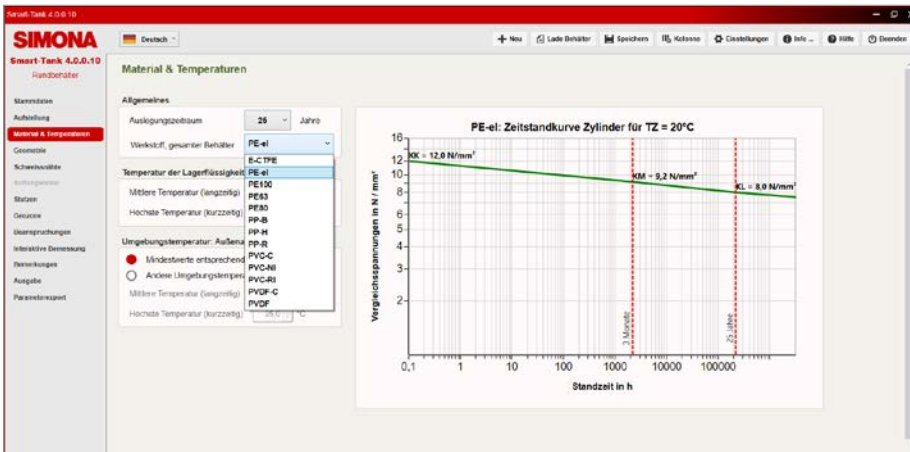 Smart-Tank 4.0.0.10
SIMONA
Deutsch
Neu
Lade Behälter
Speichern
Kolonne
Einstellungen
Info ...
Hilfe
Beenden
Smart-Tank 4.0.0.10
Rundbehälter
Material & Temperaturen
Stammdaten
Aufstellung
Material & Temperaturen
Geometrie
Schweissnähte
Auffangwanne
Stutzen
Gewichte
Beanspruchungen
Interaktive Bemessung
Bemerkungen
Ausgabe
Parameterexport
Allgemeines
Auslegungszeitraum
25
Jahre
Werkstoff, gesamter Behälter
PE-el
E-CTFE
PE-el
PE100
PE63
PE80
PP-B
PP-H
PP-R
PVC-C
PVC-NI
PVC-RI
PVDF-C
PVDF
Temperatur der Lagerflüssigkeit
Mittlere Temperatur (langzeitig)
Höchste Temperatur (kurzzeitig)
Umgebungstemperatur:
Mindestwerte entsprechend
Andere
Mittlere Temperatur (langzeitig)
Höchste Temperatur (kurzzeitig)
°C
PE-el: Zeitstandkurve Zylinder für TZ = 20°C
Vergleichsspannungen in N / mm²
16
12
10
8
6
5
4
3
2
KK = 12,0 N/mm²
KM = 9,2 N/mm²
KL = 8,0 N/mm²
3 Monate
25 Jahre
0,1
1
10
100
1000
10000
100000
Standzeit in h